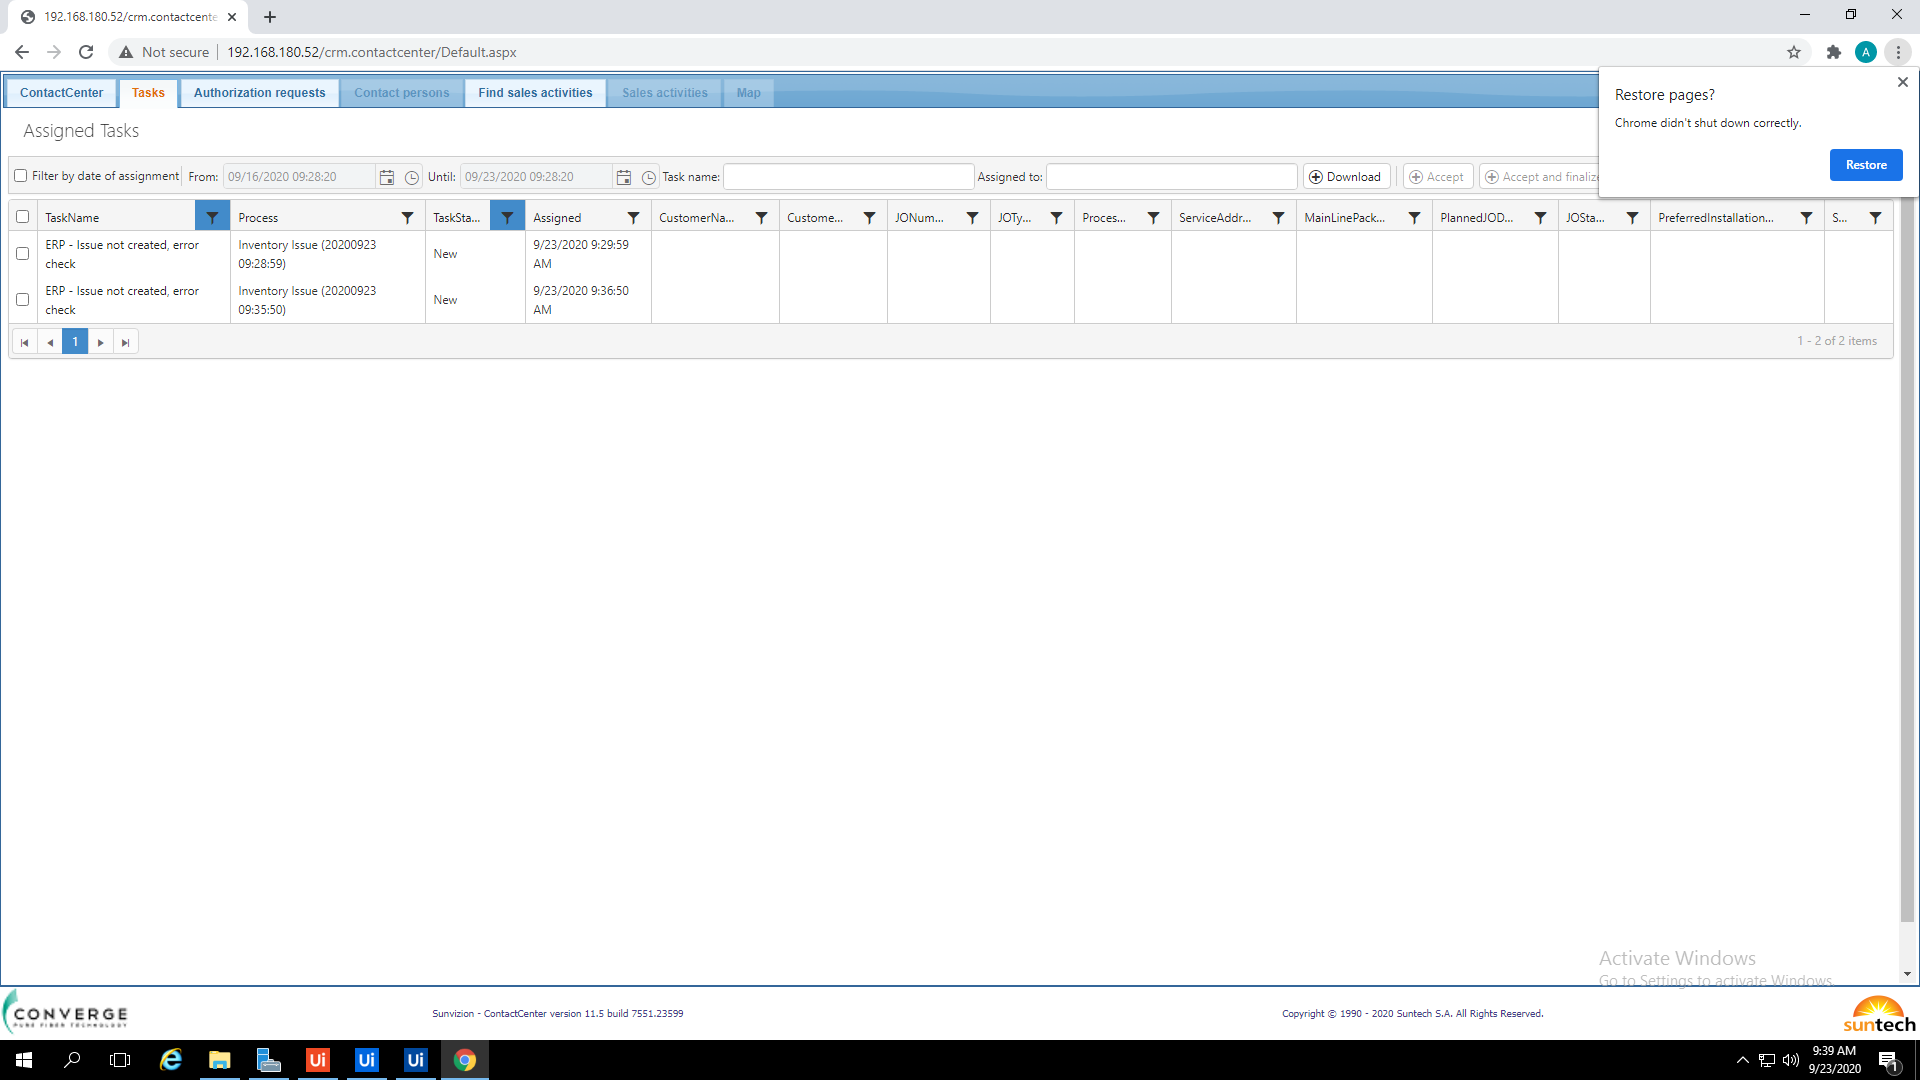 192.168.180.52/crm.contactcente
Not secure
192.168.180.52/crm.contactcenter/Default.aspx
A
ContactCenter
Tasks
Authorization requests
Contact persons
Find sales activities
Sales activities
Map
Restore pages?
Chrome didn't shut down correctly.
Restore
Assigned Tasks
Filter by date of assignment
From:
09/16/2020 09:28:20
Until:
09/23/2020 09:28:20
Task name:
Assigned to:
Download
Accept
Accept and finalize
TaskName
Process
TaskSta...
Assigned
CustomerNa...
Custome...
JONum...
JOTy...
Proces...
ServiceAddr...
MainLinePack...
PlannedJOD...
JOSta...
PreferredInstallation...
S...
ERP - Issue not created, error
check
Inventory Issue (20200923
09:28:59)
New
9/23/2020 9:29:59
AM
ERP - Issue not created, error
check
Inventory Issue (20200923
09:35:50)
New
9/23/2020 9:36:50
AM
1
1 - 2 of 2 items
Activate Windows
Go to Settings to activate Windows.
CONVERGE
PURE FIBER TECHNOLOGY
Sunvizion - ContactCenter version 11.5 build 7551.23599
Copyright © 1990 - 2020 Suntech S.A. All Rights Reserved.
suntech
Ui
Ui
Ui
9:39 AM
9/23/2020
1